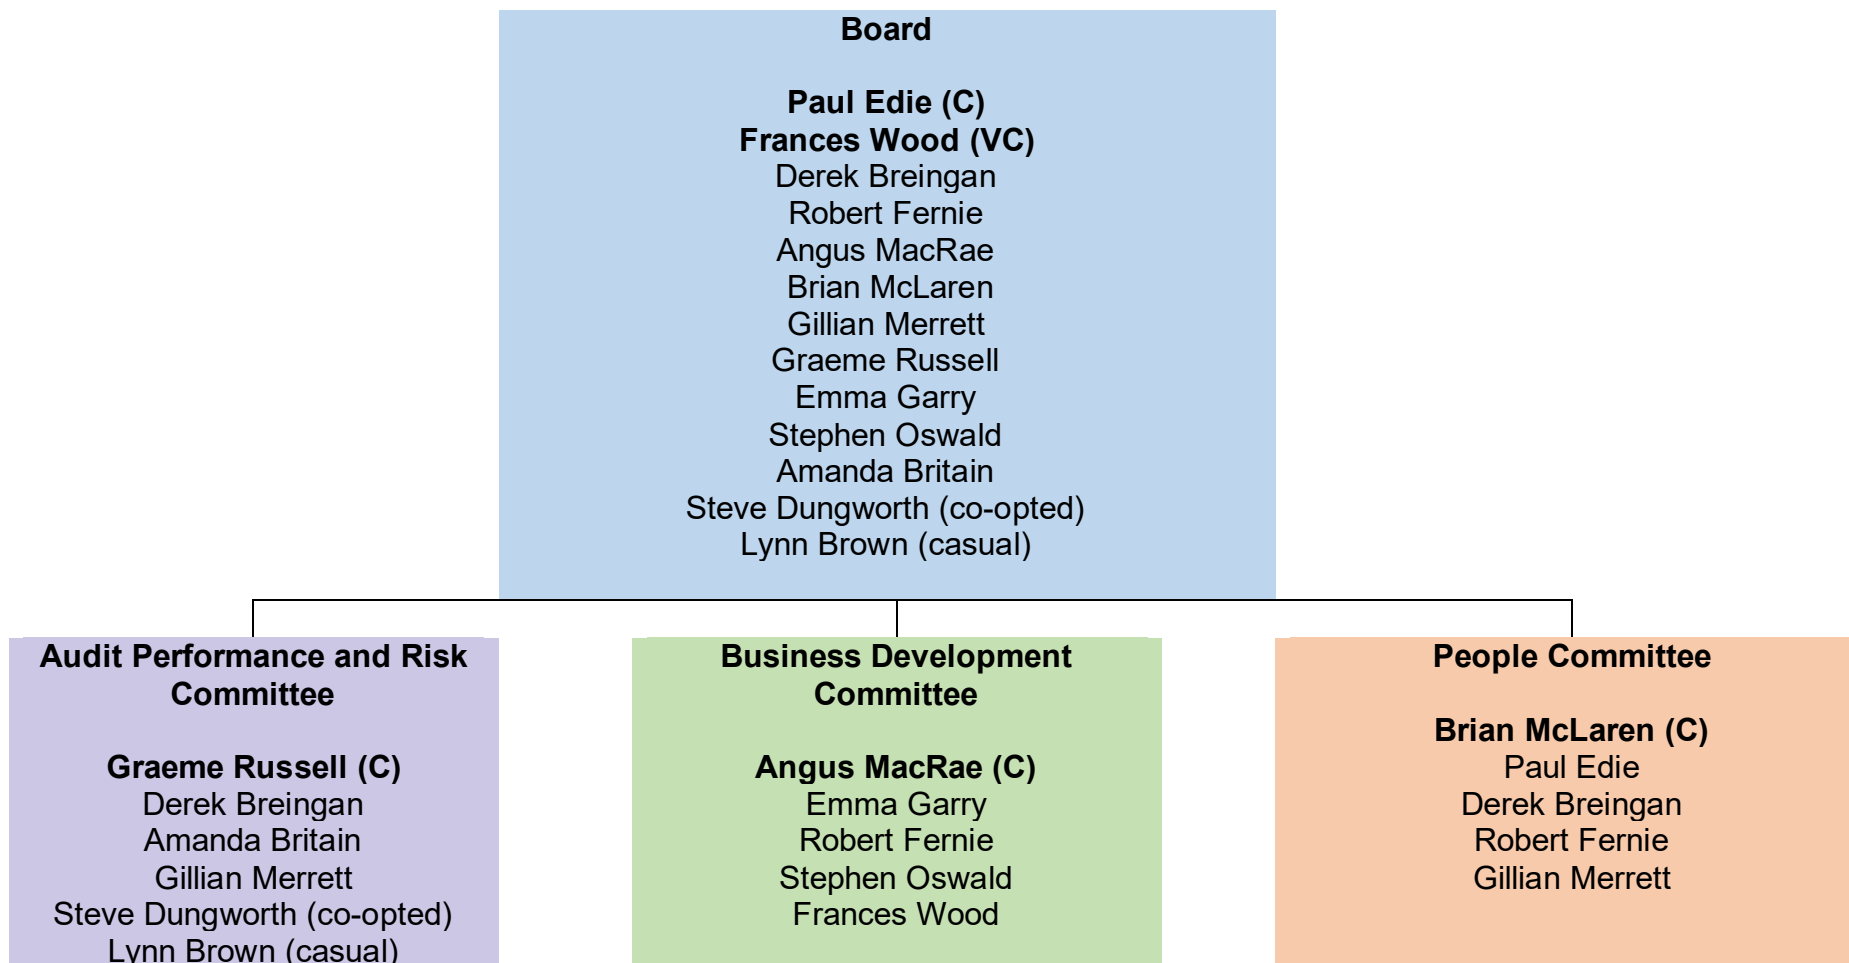 Board
Paul Edie (C)
Frances Wood (VC)
Derek Breingan
Robert Fernie
Angus MacRae
Brian McLaren
Gillian Merrett
Graeme Russell
Emma Garry
Stephen Oswald
Amanda Britain
Steve Dungworth (co-opted)
Lynn Brown (casual)
Audit Performance and Risk
Committee
Graeme Russell (C)
Derek Breingan
Amanda Britain
Gillian Merrett
Steve Dungworth (co-opted)
Lynn Brown (casual)
Business Development
Committee
Angus MacRae (C)
Emma Garry
Robert Fernie
Stephen Oswald
Frances Wood
People Committee
Brian McLaren (C)
Paul Edie
Derek Breingan
Robert Fernie
Gillian Merrett